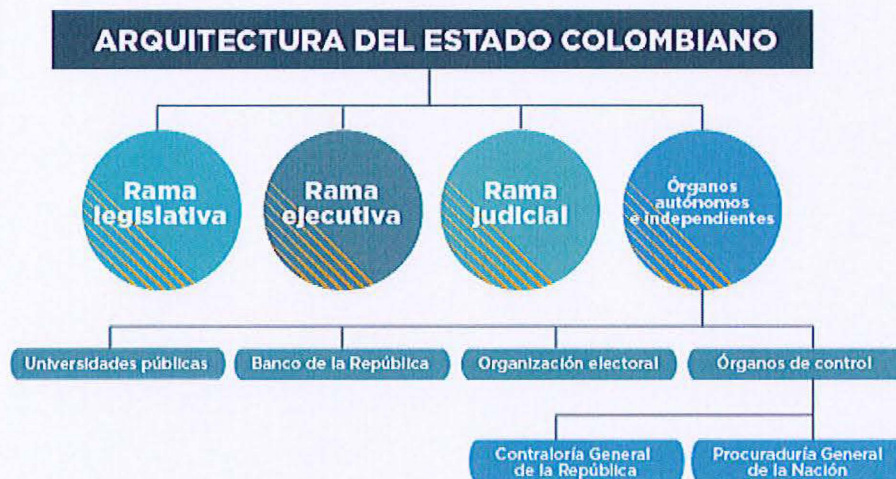 ARQUITECTURA DEL ESTADO COLOMBIANO
Rama
legislativa
Rama
ejecutiva
Rama
judicial
Órganos
autónomos
e independientes
Universidades públicas
Banco de la República
Organización electoral
Órganos de control
Contraloría General
de la República
Procuraduría General
de la Nación